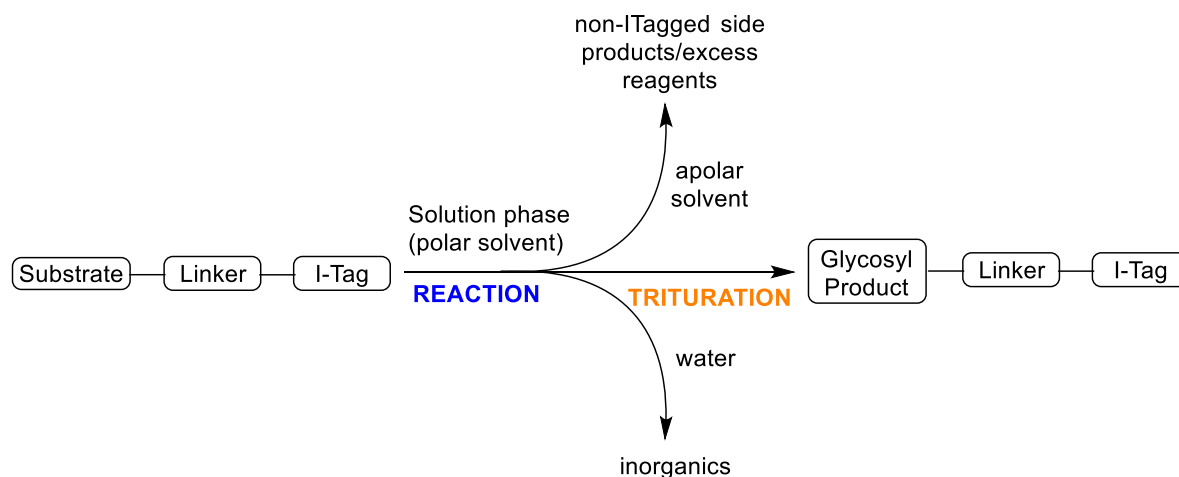 non-ITagged side
products/excess
reagents
apolar
solvent
Solution phase
(polar solvent)
Substrate
Linker
I-Tag
REACTION
TRITURATION
Glycosyl
Product
Linker
I-Tag
water
inorganics